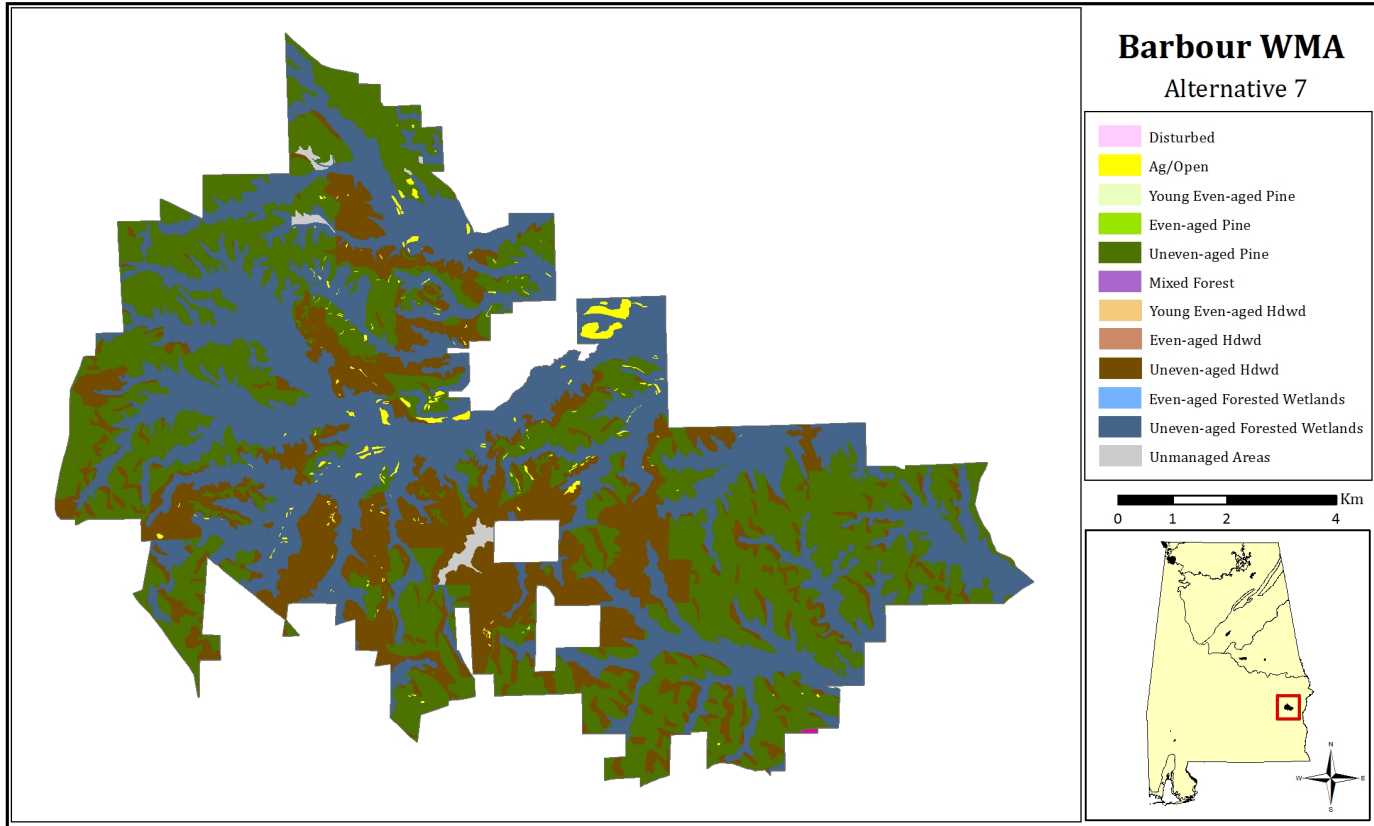 Barbour WMA
Alternative 7
Disturbed
Ag/Open
Young Even-aged Pine
Even-aged Pine
Uneven-aged Pine
Mixed Forest
Young Even-aged Hdwd
Even-aged Hdwd
Uneven-aged Hdwd
Even-aged Forested Wetlands
Uneven-aged Forested Wetlands
Unmanaged Areas
Km
0 1 2 4
N
W E
S